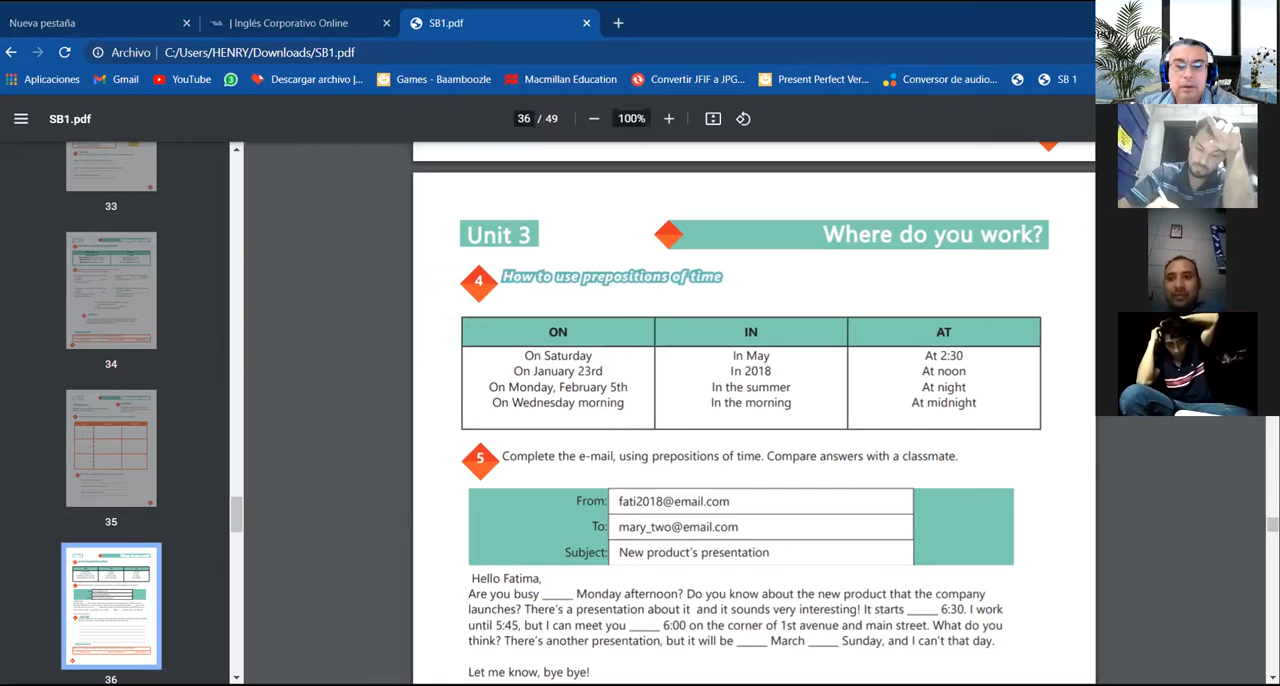 Nueva pestaña
| Inglés Corporativo Online
SB1.pdf
Archivo | C:/Users/HENRY/Downloads/SB1.pdf
Aplicaciones
Gmail
YouTube
3
Descargar archivo |...
Games - Baamboozle
Macmillan Education
Convertir JFIF a JPG...
Present Perfect Ver...
Conversor de audio...
SB 1
SB1.pdf
36 / 49
100%
33
34
35
36
Unit 3
Where do you work?
4 How to use prepositions of time
ON IN AT
On Saturday In May At 2:30
On January 23rd In 2018 At noon
On Monday, February 5th In the summer At night
On Wednesday morning In the morning At midnight
5 Complete the e-mail, using prepositions of time. Compare answers with a classmate.
From: fati2018@email.com
To: mary_two@email.com
Subject: New product's presentation
Hello Fatima,
Are you busy _____ Monday afternoon? Do you know about the new product that the company
launches? There's a presentation about it and it sounds very interesting! It starts _____ 6:30. I work
until 5:45, but I can meet you _____ 6:00 on the corner of 1st avenue and main street. What do you
think? There's another presentation, but it will be _____ March _____ Sunday, and I can't that day.
Let me know, bye bye!